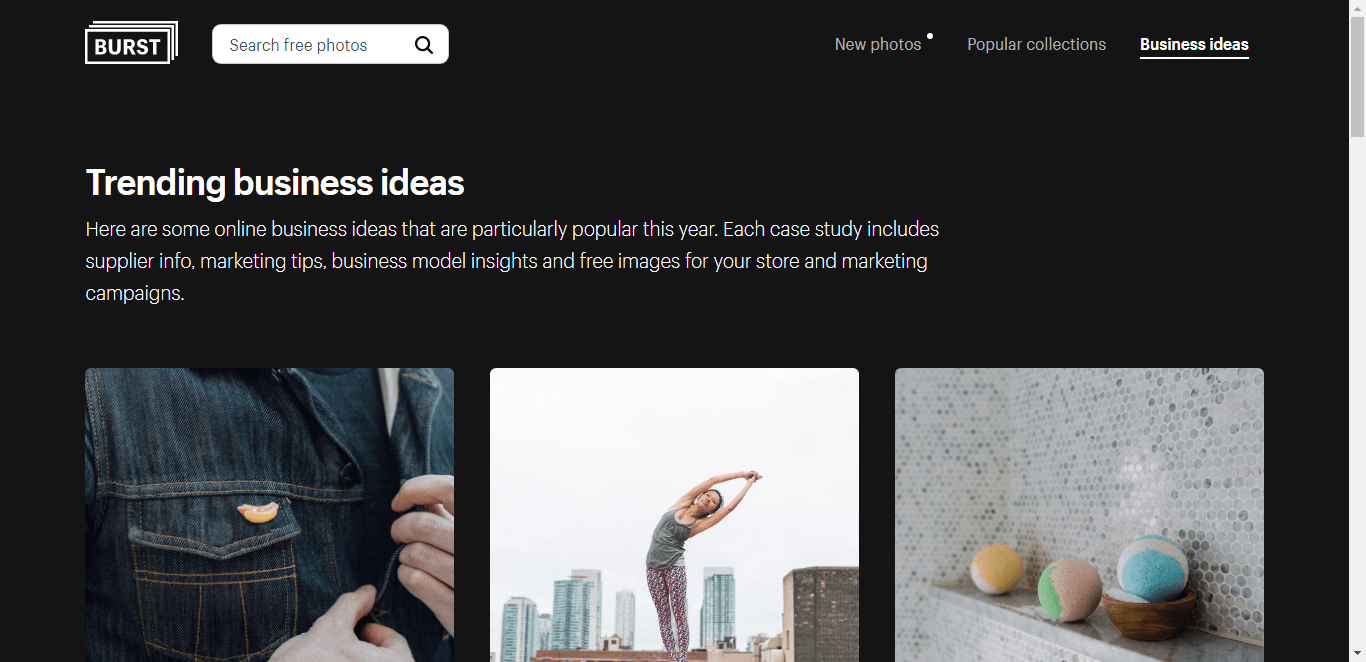 BURST
Search free photos
New photos
Popular collections
Business ideas
Trending business ideas
Here are some online business ideas that are particularly popular this year. Each case study includes
supplier info, marketing tips, business model insights and free images for your store and marketing
campaigns.